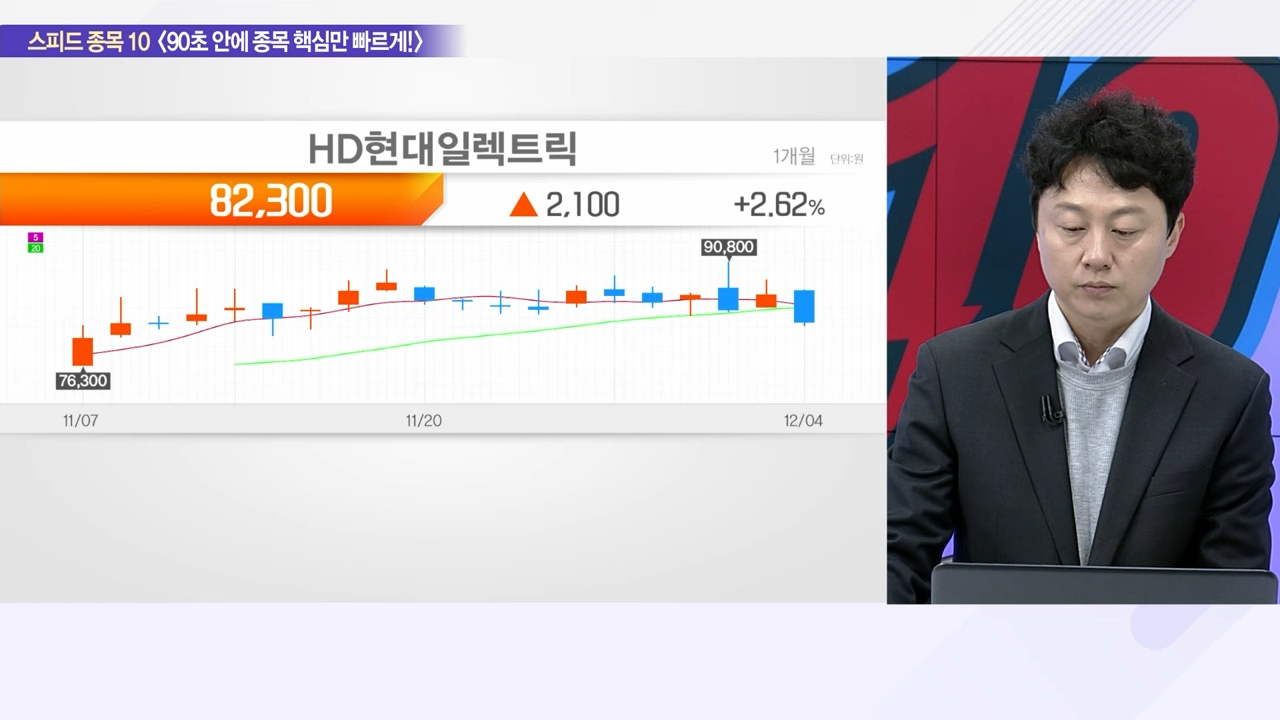 스피드 종목 10 〈90초 안에 종목 핵심만 빠르게!〉
HD현대일렉트릭
1개월 단위:원
82,300 ▲ 2,100 +2.62%
5
20
90,800
76,300
11/07 11/20 12/04
10